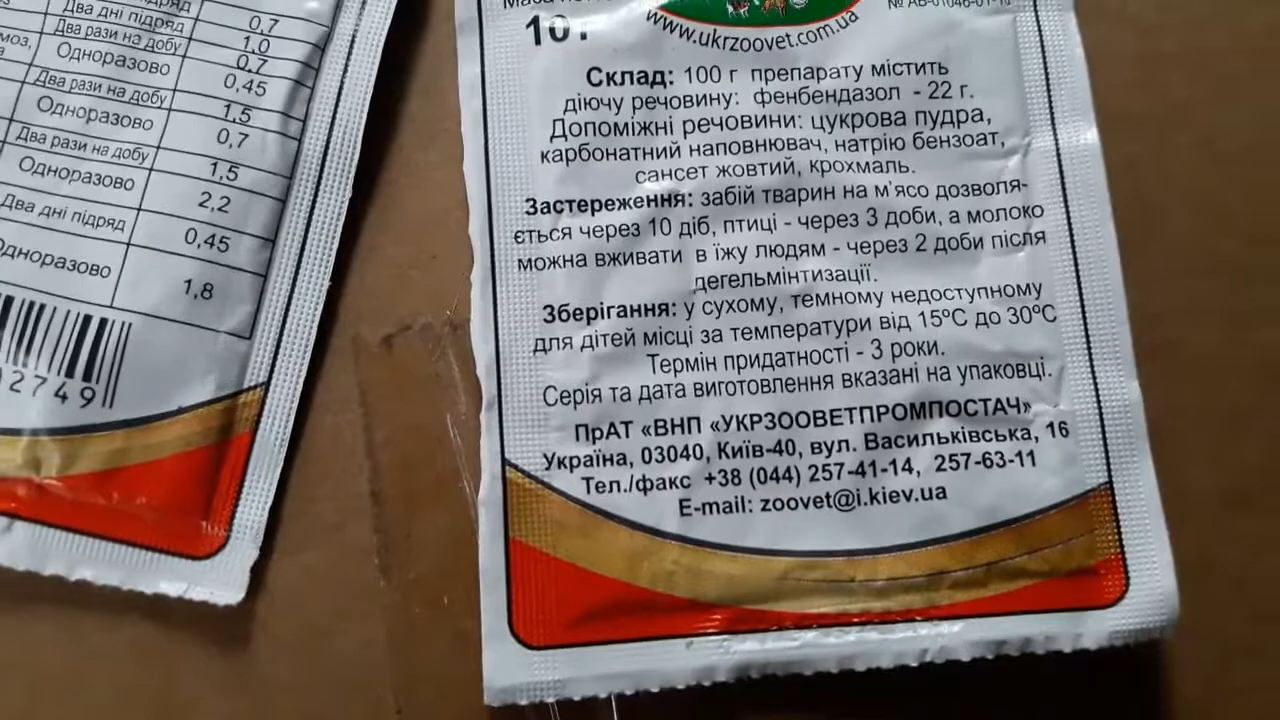 підряд 0,7
Два дні підряд 1,0
Два рази на добу 0,7
Одноразово 0,45
Два рази на добу 1,5
Одноразово 0,7
Два рази на добу 1,5
Одноразово 2,2
Два дні підряд 0,45
Одноразово 1,8
2749
10
www.ukrzoovet.com.ua
Склад: 100 г препарату містить
діючу речовину: фенбендазол - 22 г.
Допоміжні речовини: цукрова пудра,
карбонатний наповнювач, натрію бензоат,
сансет жовтий, крохмаль.
Застереження: забій тварин на м'ясо дозволя-
ється через 10 діб, птиці - через 3 доби, а молоко
можна вживати в їжу людям - через 2 доби після
дегельмінтизації.
Зберігання: у сухому, темному недоступному
для дітей місці за температури від 15ºС до 30ºС
Термін придатності - 3 роки.
Серія та дата виготовлення вказані на упаковці.
ПрАТ «ВНП «УКРЗООВЕТПРОМПОСТАЧ»
Україна, 03040, Київ-40, вул. Васильківська, 16
Тел./факс +38 (044) 257-41-14, 257-63-11
E-mail: zoovet@i.kiev.ua